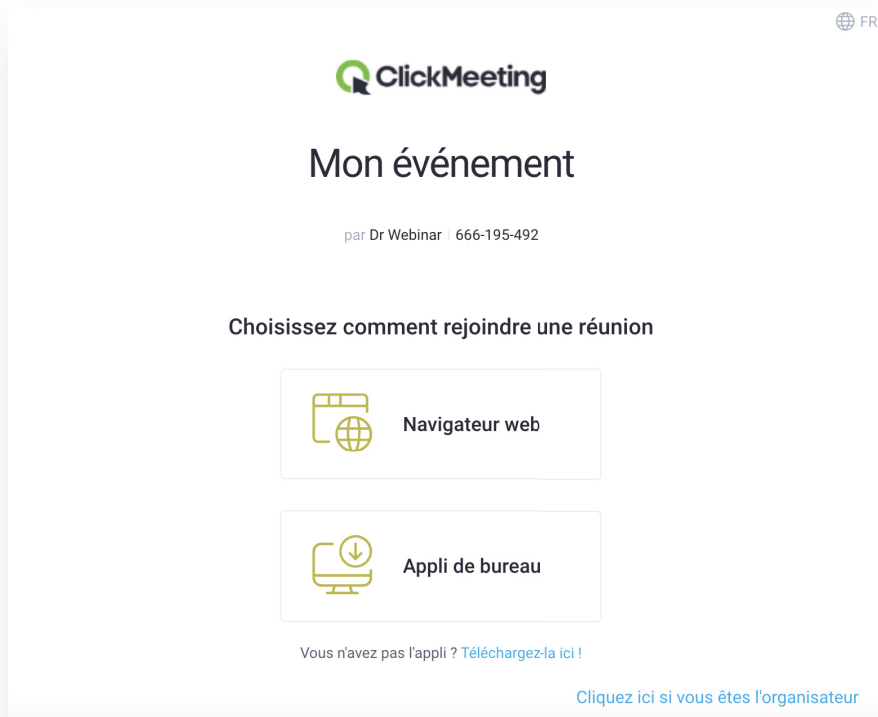 FR
ClickMeeting
Mon événement
par Dr Webinar 666-195-492
Choisissez comment rejoindre une réunion
Navigateur web
Appli de bureau
Vous n'avez pas l'appli ? Téléchargez-la ici !
Cliquez ici si vous êtes l'organisateur